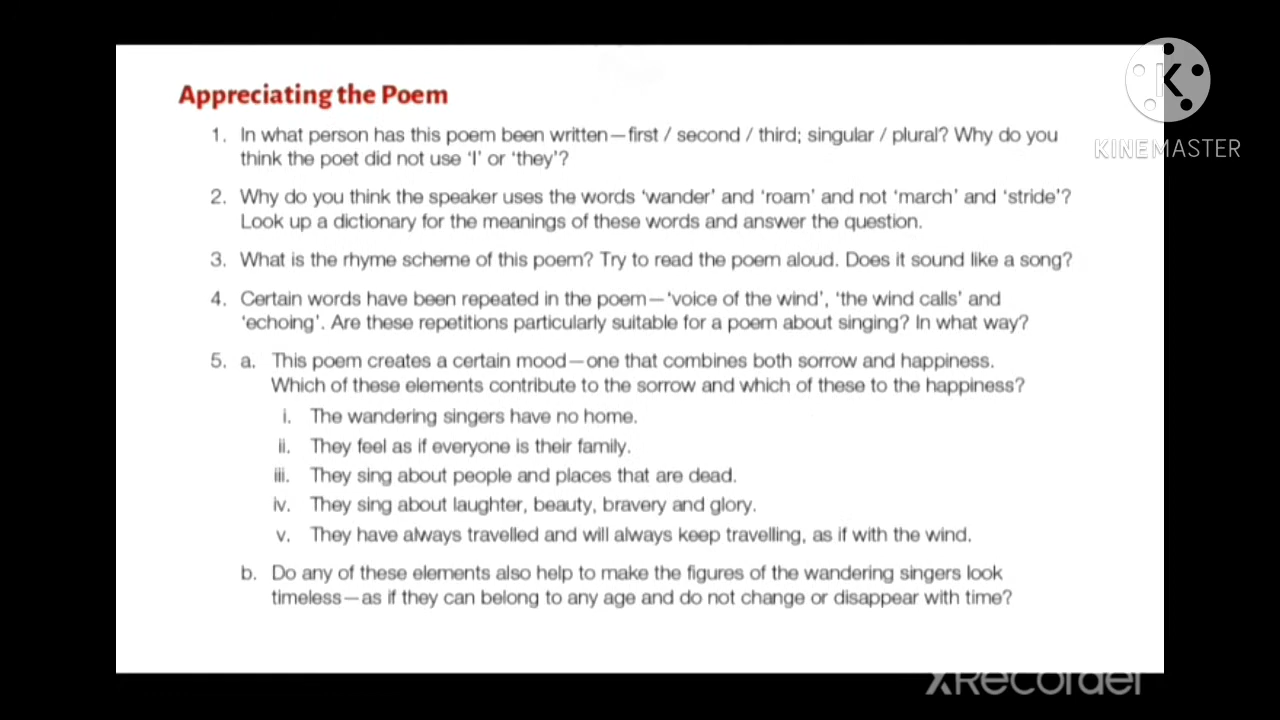 Appreciating the Poem
K
KINEMASTER
1. In what person has this poem been written—first / second / third; singular / plural? Why do you
think the poet did not use 'I' or 'they'?
2. Why do you think the speaker uses the words 'wander' and 'roam' and not 'march' and 'stride'?
Look up a dictionary for the meanings of these words and answer the question.
3. What is the rhyme scheme of this poem? Try to read the poem aloud. Does it sound like a song?
4. Certain words have been repeated in the poem—'voice of the wind', 'the wind calls' and
'echoing'. Are these repetitions particularly suitable for a poem about singing? In what way?
5. a. This poem creates a certain mood—one that combines both sorrow and happiness.
Which of these elements contribute to the sorrow and which of these to the happiness?
i. The wandering singers have no home.
ii. They feel as if everyone is their family.
iii. They sing about people and places that are dead.
iv. They sing about laughter, beauty, bravery and glory.
v. They have always travelled and will always keep travelling, as if with the wind.
b. Do any of these elements also help to make the figures of the wandering singers look
timeless—as if they can belong to any age and do not change or disappear with time?
XRecorder